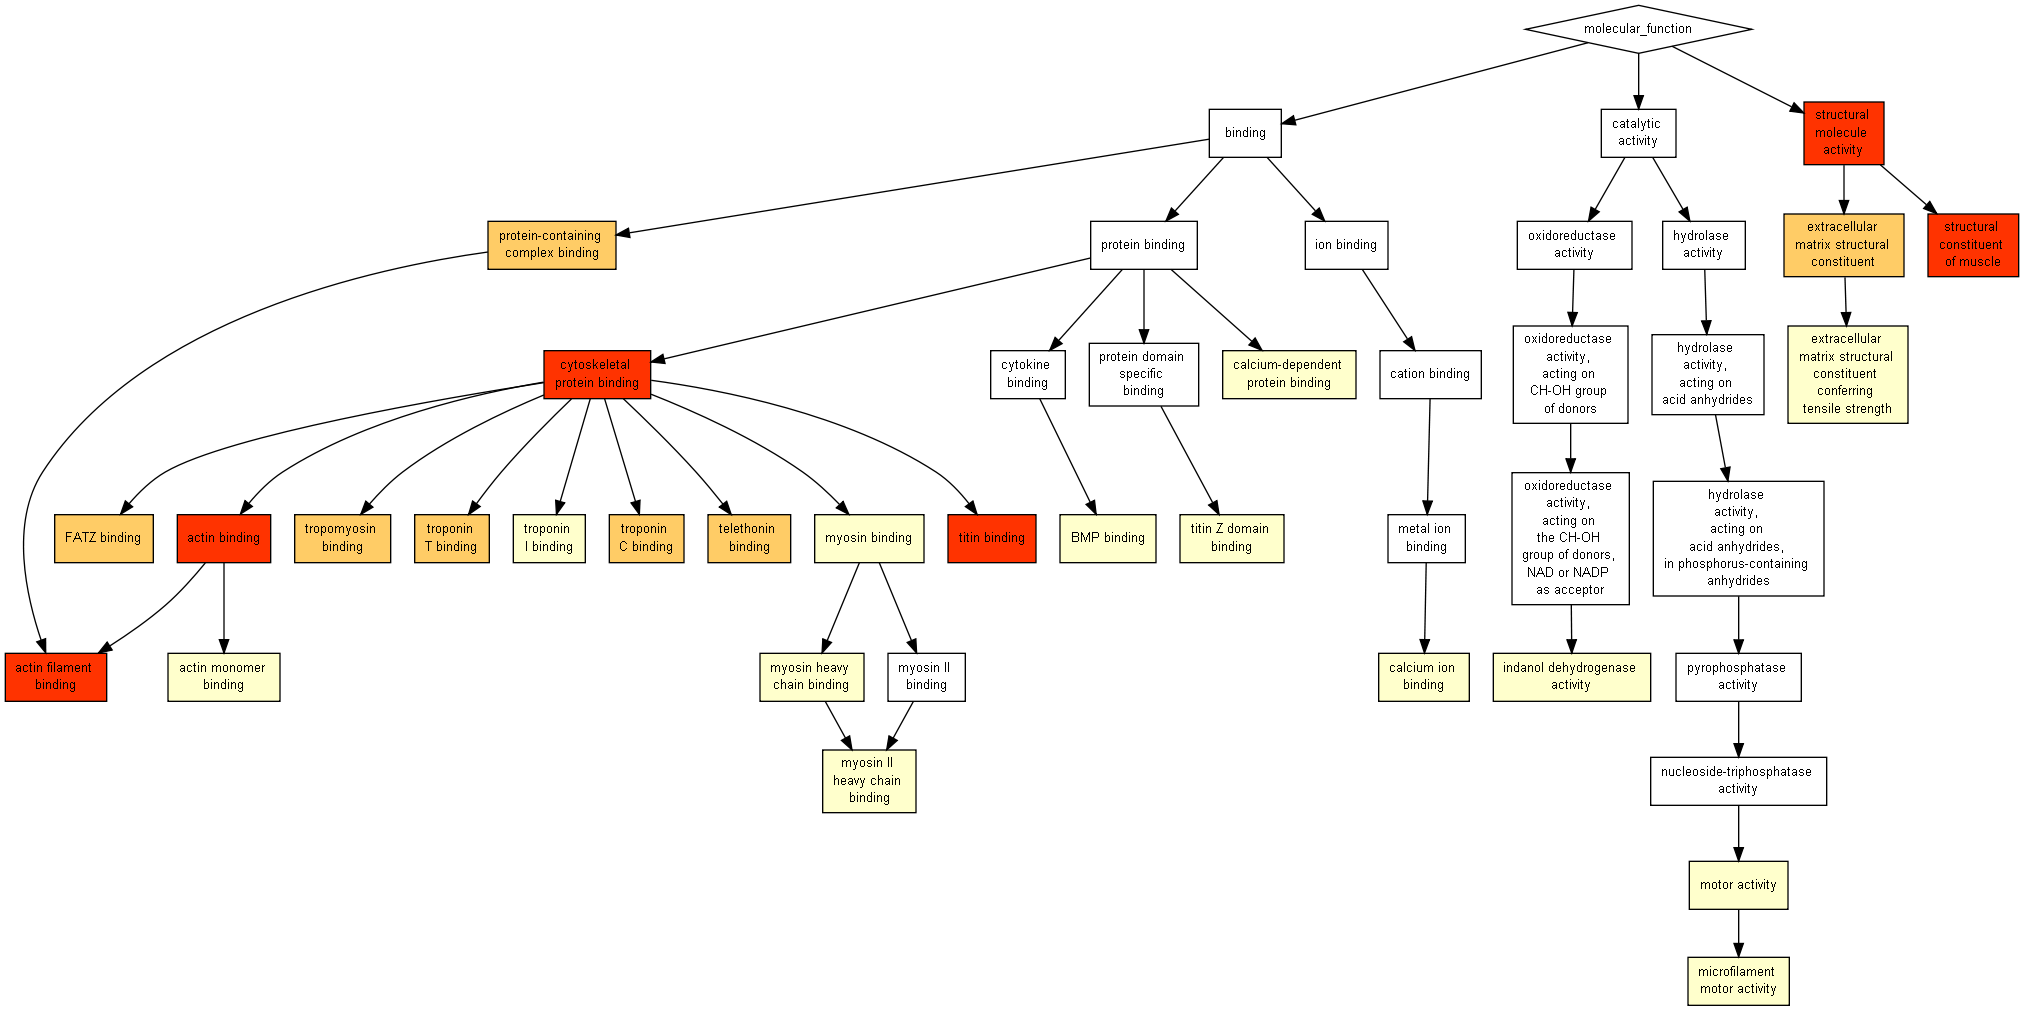 molecular_function
binding
catalytic
activity
structural
molecule
activity
protein-containing
complex binding
protein binding
ion binding
oxidoreductase
activity
hydrolase
activity
extracellular
matrix structural
constituent
structural
constituent
of muscle
cytoskeletal
protein binding
cytokine
binding
protein domain
specific
binding
calcium-dependent
protein binding
cation binding
oxidoreductase
activity,
acting on
CH-OH group
of donors
hydrolase
activity,
acting on
acid anhydrides
extracellular
matrix structural
constituent
conferring
tensile strength
FATZ binding
actin binding
tropomyosin
binding
troponin
T binding
troponin
I binding
troponin
C binding
telethonin
binding
myosin binding
titin binding
BMP binding
titin Z domain
binding
metal ion
binding
oxidoreductase
activity,
acting on
the CH-OH
group of donors,
NAD or NADP
as acceptor
hydrolase
activity,
acting on
acid anhydrides,
in phosphorus-containing
anhydrides
actin filament
binding
actin monomer
binding
myosin heavy
chain binding
myosin II
binding
calcium ion
binding
indanol dehydrogenase
activity
pyrophosphatase
activity
myosin II
heavy chain
binding
nucleoside-triphosphatase
activity
motor activity
microfilament
motor activity